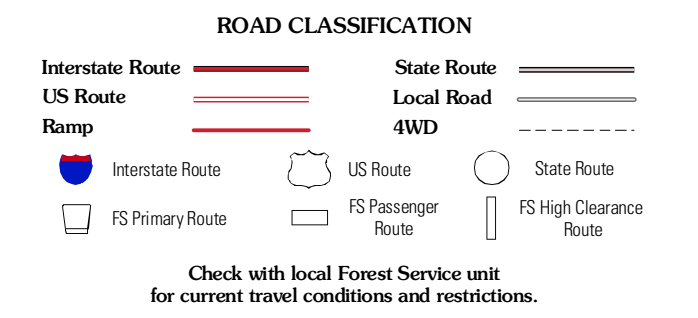 ROAD CLASSIFICATION
Interstate Route
State Route
US Route
Local Road
Ramp
4WD
Interstate Route
US Route
State Route
FS Primary Route
FS Passenger
Route
FS High Clearance
Route
Check with local Forest Service unit
for current travel conditions and restrictions.